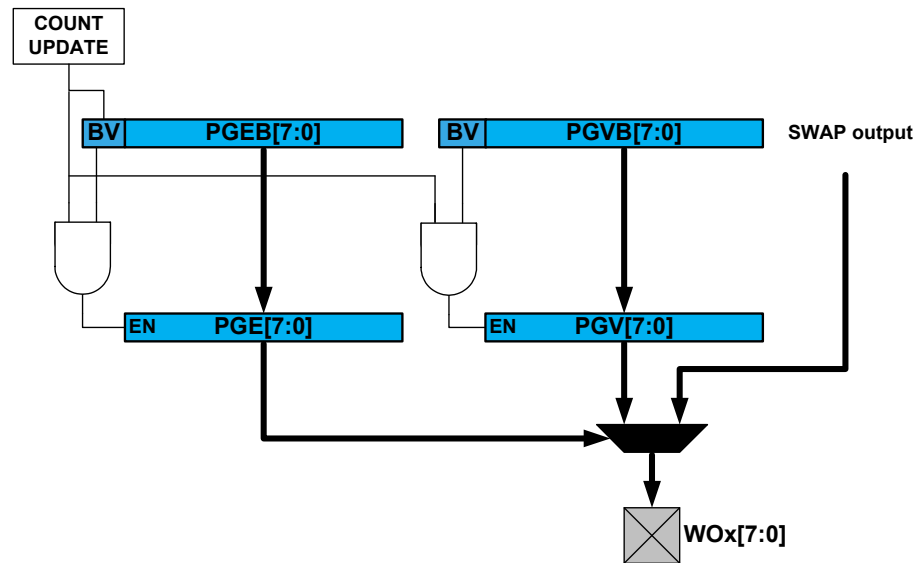 COUNT
UPDATE
BV PGEB[7:0]
BV PGVB[7:0]
SWAP output
EN PGE[7:0]
EN PGV[7:0]
WOx[7:0]